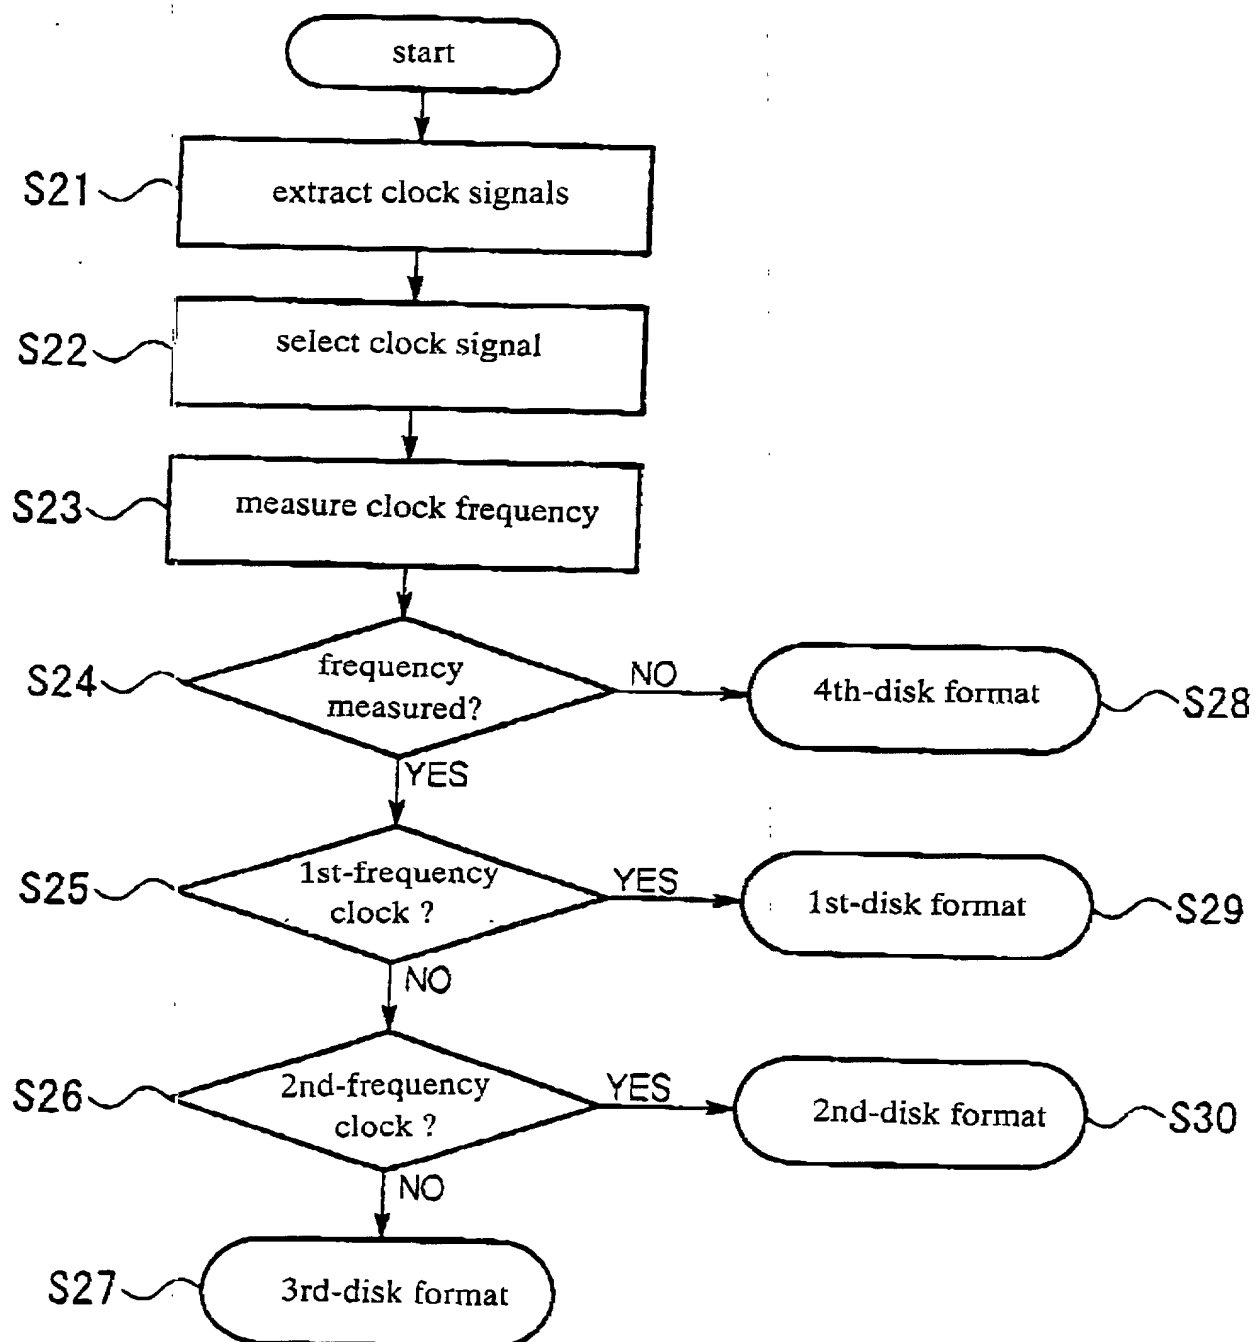 start
S21
extract clock signals
S22
select clock signal
S23
measure clock frequency
S24
frequency
measured?
NO
4th-disk format
S28
YES
S25
1st-frequency
clock ?
YES
1st-disk format
S29
NO
S26
2nd-frequency
clock ?
YES
2nd-disk format
S30
NO
S27
3rd-disk format